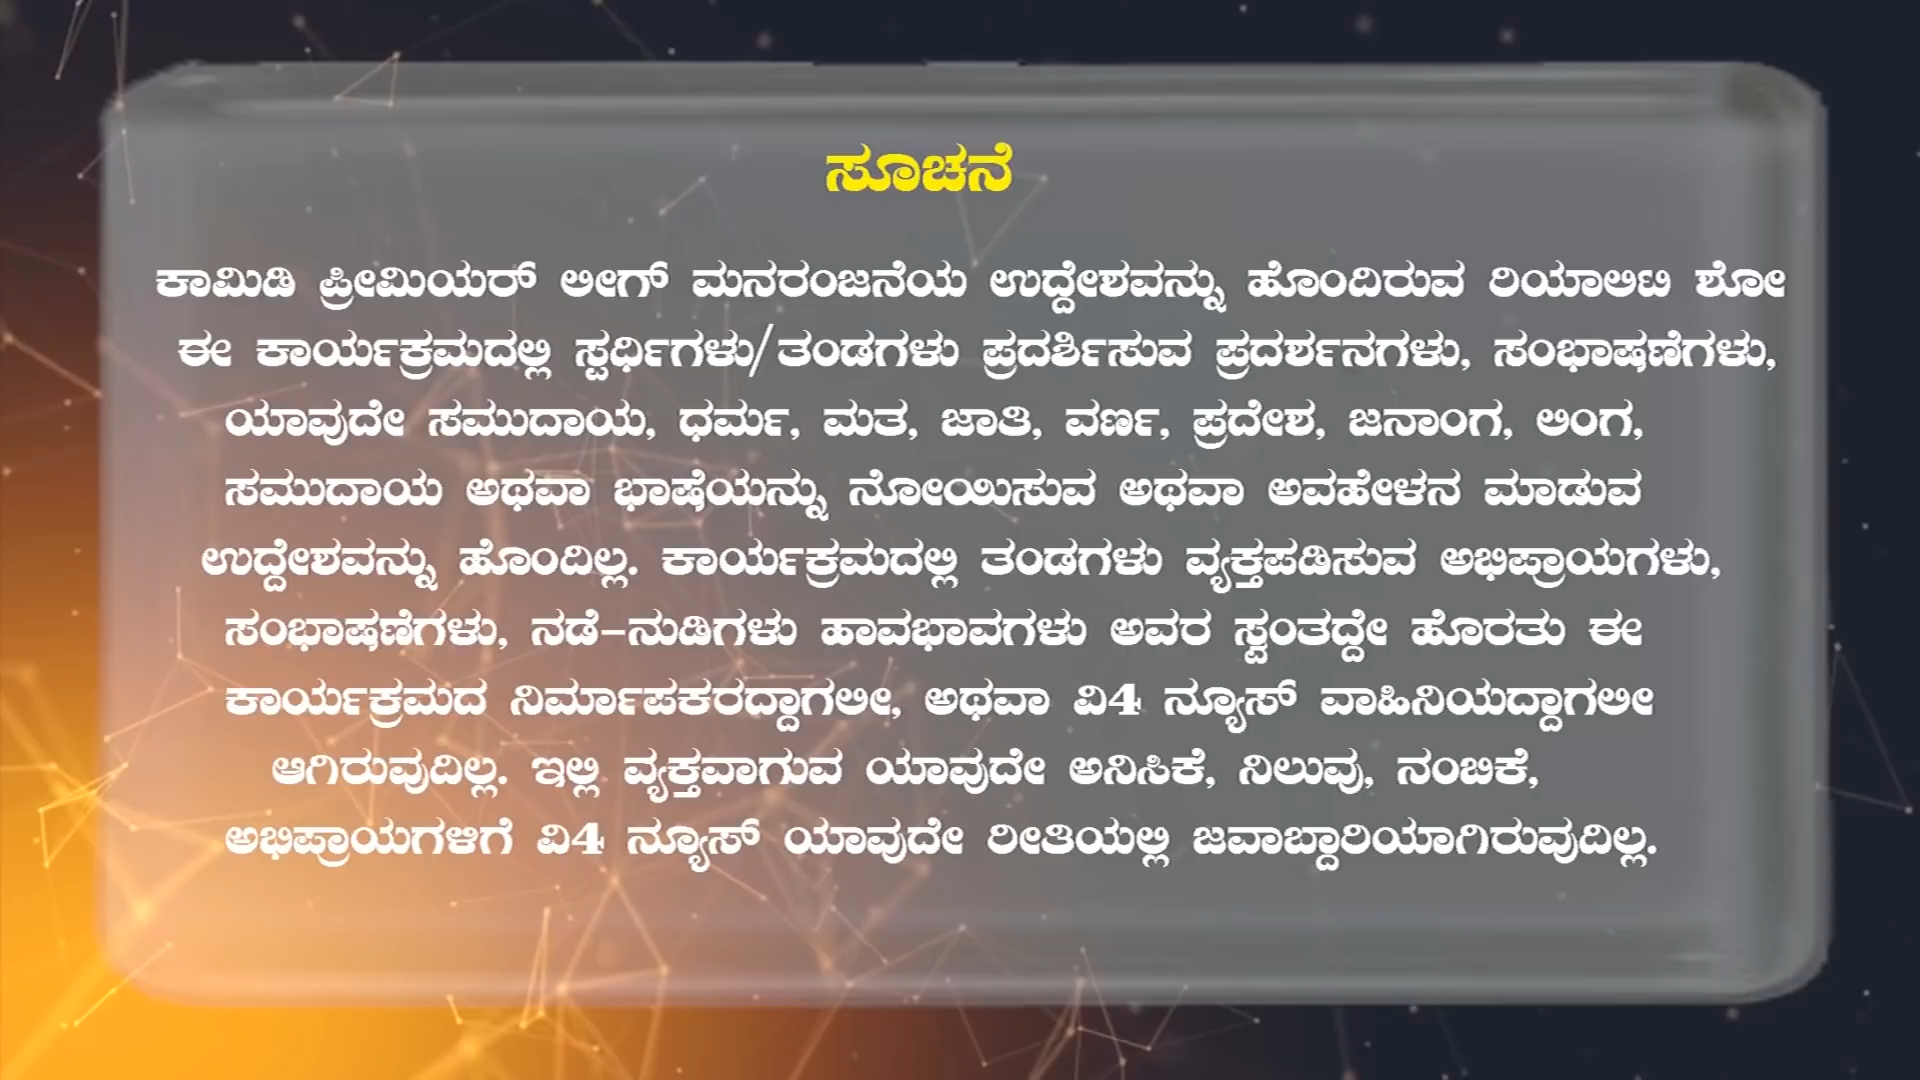 ಸೂಚನೆ
ಕಾಮಿಡಿ ಪ್ರೀಮಿಯರ್ ಲೀಗ್ ಮನರಂಜನೆಯ ಉದ್ದೇಶವನ್ನು ಹೊಂದಿರುವ ರಿಯಾಲಿಟಿ ಶೋ
ಈ ಕಾರ್ಯಕ್ರಮದಲ್ಲಿ ಸ್ಪರ್ಧಿಗಳು/ತಂಡಗಳು ಪ್ರದರ್ಶಿಸುವ ಪ್ರದರ್ಶನಗಳು, ಸಂಭಾಷಣೆಗಳು,
ಯಾವುದೇ ಸಮುದಾಯ, ಧರ್ಮ, ಮತ, ಜಾತಿ, ವರ್ಣ, ಪ್ರದೇಶ, ಜನಾಂಗ, ಲಿಂಗ,
ಸಮುದಾಯ ಅಥವಾ ಭಾಷೆಯನ್ನು ನೋಯಿಸುವ ಅಥವಾ ಅವಹೇಳನ ಮಾಡುವ
ಉದ್ದೇಶವನ್ನು ಹೊಂದಿಲ್ಲ. ಕಾರ್ಯಕ್ರಮದಲ್ಲಿ ತಂಡಗಳು ವ್ಯಕ್ತಪಡಿಸುವ ಅಭಿಪ್ರಾಯಗಳು,
ಸಂಭಾಷಣೆಗಳು, ನಡೆ-ನುಡಿಗಳು ಹಾವಭಾವಗಳು ಅವರ ಸ್ವಂತದ್ದೇ ಹೊರತು ಈ
ಕಾರ್ಯಕ್ರಮದ ನಿರ್ಮಾಪಕರದ್ದಾಗಲೀ, ಅಥವಾ ವಿ4 ನ್ಯೂಸ್ ವಾಹಿನಿಯದ್ದಾಗಲೀ
ಆಗಿರುವುದಿಲ್ಲ. ಇಲ್ಲಿ ವ್ಯಕ್ತವಾಗುವ ಯಾವುದೇ ಅನಿಸಿಕೆ, ನಿಲುವು, ನಂಬಿಕೆ,
ಅಭಿಪ್ರಾಯಗಳಿಗೆ ವಿ4 ನ್ಯೂಸ್ ಯಾವುದೇ ರೀತಿಯಲ್ಲಿ ಜವಾಬ್ದಾರಿಯಾಗಿರುವುದಿಲ್ಲ.